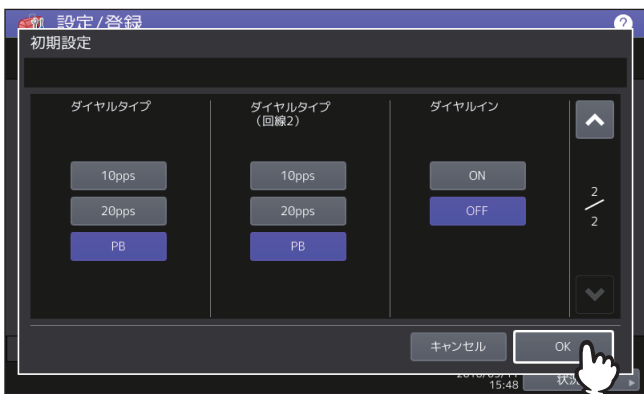 設定/登録
?
初期設定
ダイヤルタイプ
ダイヤルタイプ
(回線2)
ダイヤルイン
10pps
10pps
ON
20pps
20pps
OFF
PB
PB
2
2
キャンセル
OK
15:48